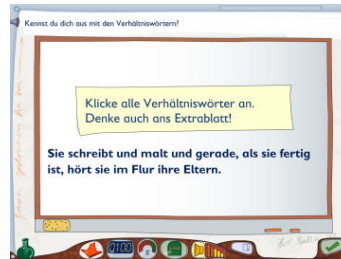 Kennst du dich aus mit den Verhältniswörtern?
Klicke alle Verhältniswörter an.
Denke auch ans Extrablatt!
Sie schreibt und malt und gerade, als sie fertig
ist, hört sie im Flur ihre Eltern.
0100